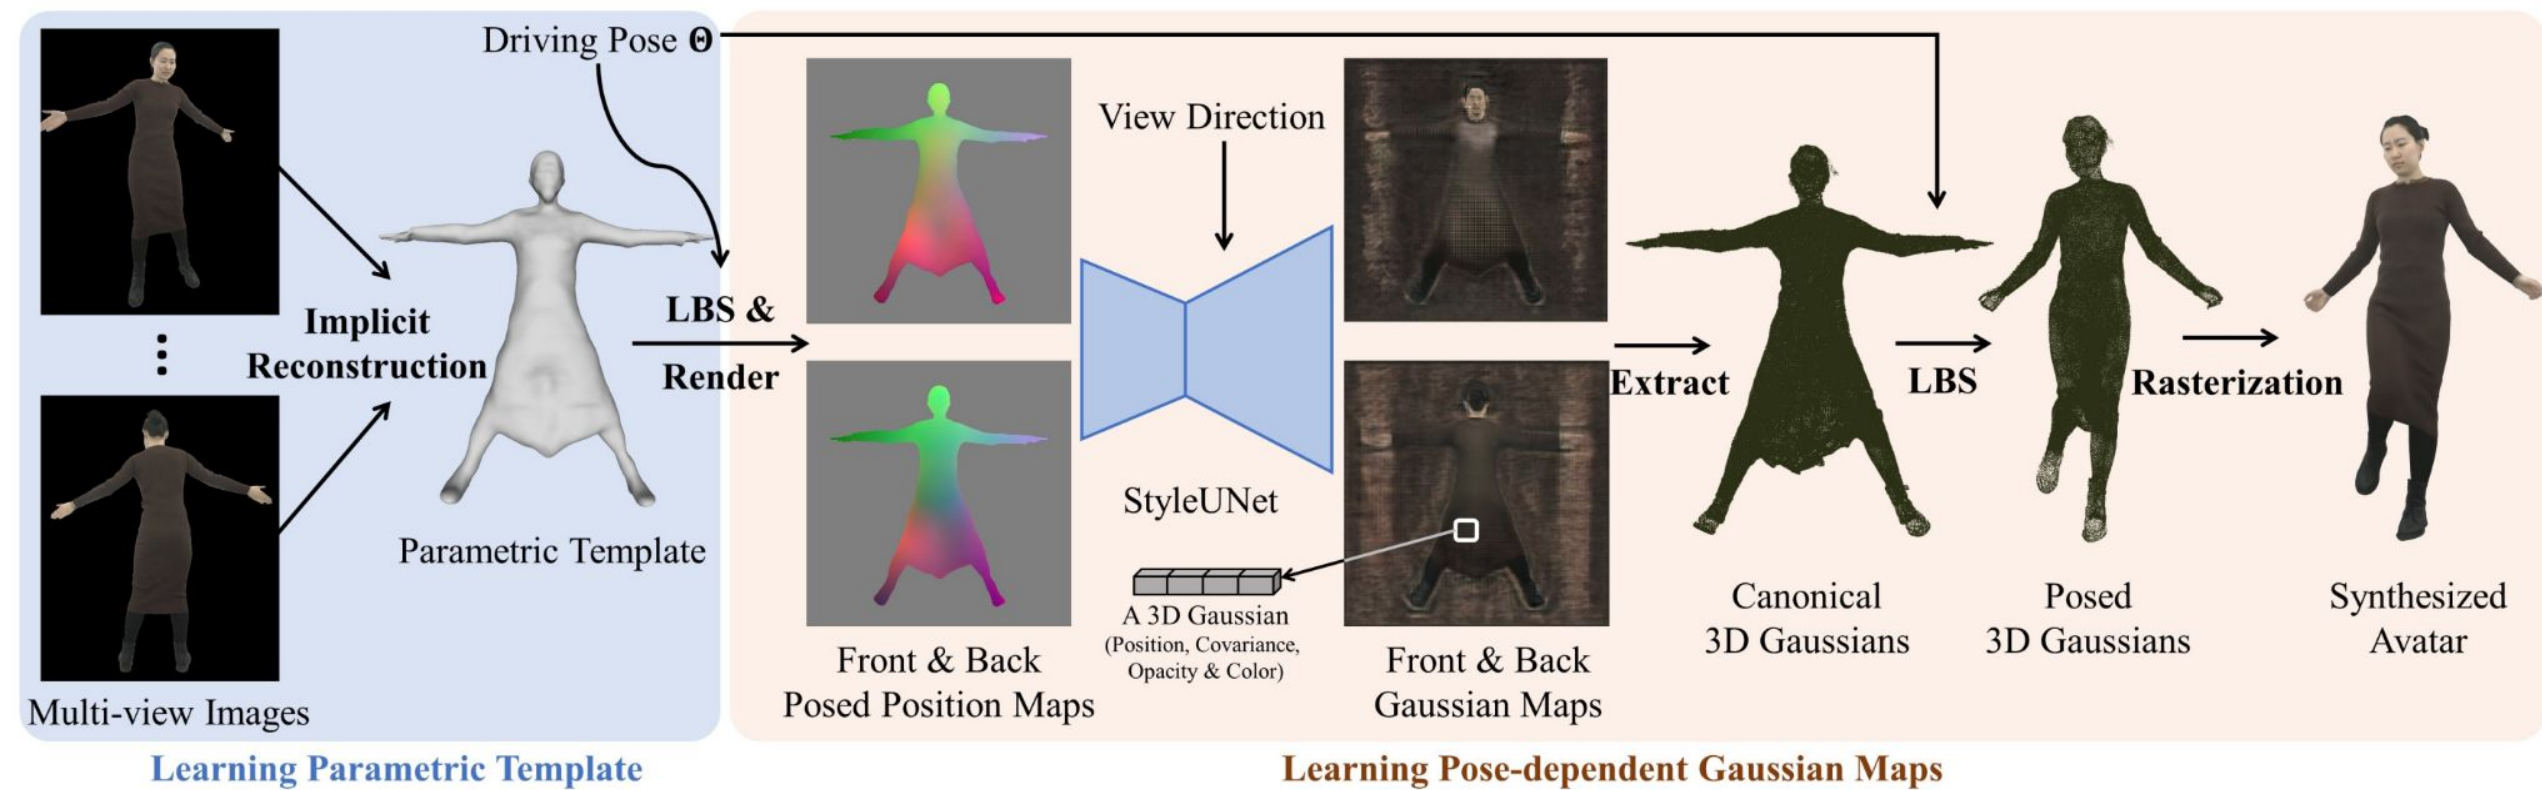 Driving Pose Θ
Implicit
Reconstruction
Parametric Template
Multi-view Images
Learning Parametric Template
LBS &
Render
Front & Back
Posed Position Maps
View Direction
StyleUNet
A 3D Gaussian
(Position, Covariance,
Opacity & Color)
Front & Back
Gaussian Maps
Extract
Canonical
3D Gaussians
LBS
Posed
3D Gaussians
Rasterization
Synthesized
Avatar
Learning Pose-dependent Gaussian Maps